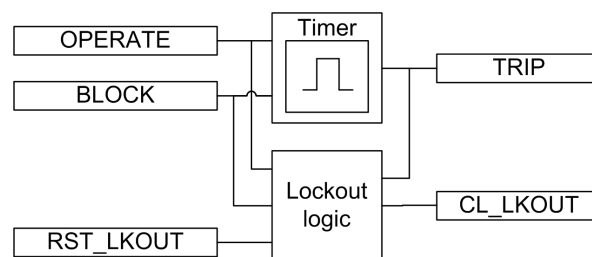 OPERATE
Timer
TRIP
BLOCK
Lockout
logic
CL_LKOUT
RST_LKOUT